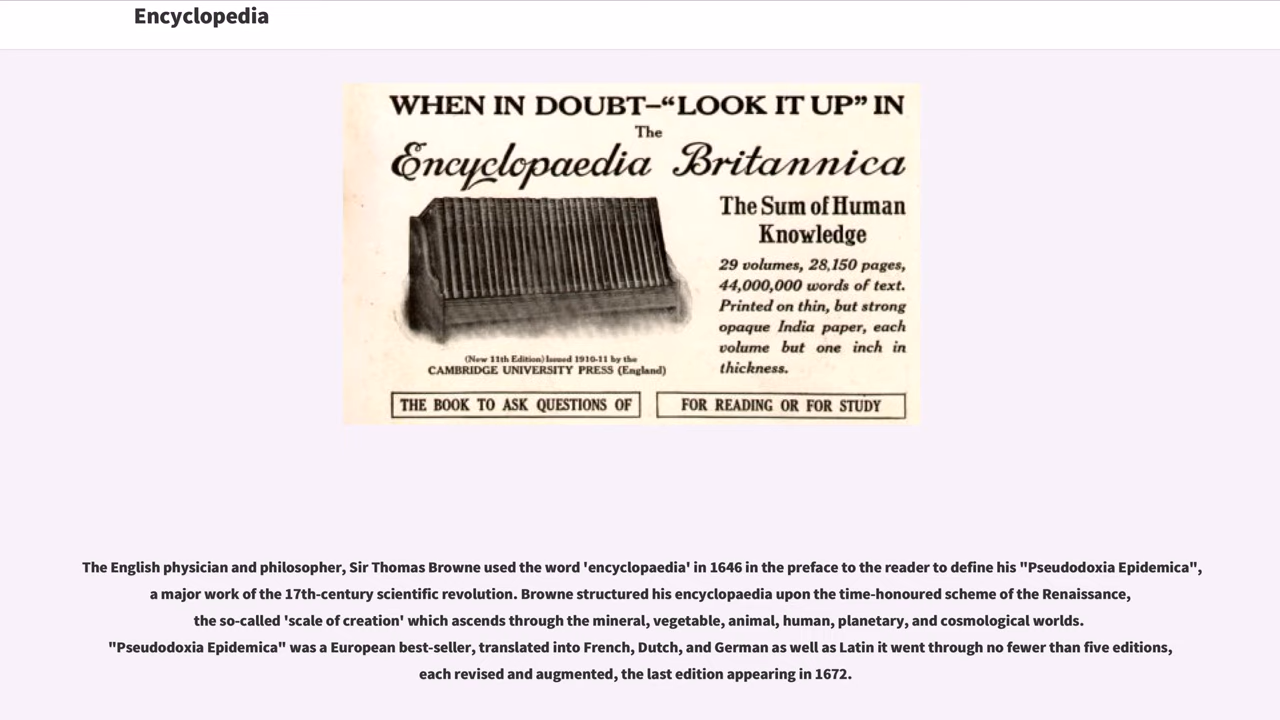 Encyclopedia
WHEN IN DOUBT—“LOOK IT UP” IN
The
Encyclopaedia Britannica
The Sum of Human
Knowledge
29 volumes, 28,150 pages,
44,000,000 words of text.
Printed on thin, but strong
opaque India paper, each
volume but one inch in
thickness.
(New 11th Edition) Issued 1910-11 by the
CAMBRIDGE UNIVERSITY PRESS (England)
THE BOOK TO ASK QUESTIONS OF
FOR READING OR FOR STUDY
The English physician and philosopher, Sir Thomas Browne used the word 'encyclopaedia' in 1646 in the preface to the reader to define his "Pseudodoxia Epidemica",
a major work of the 17th-century scientific revolution. Browne structured his encyclopaedia upon the time-honoured scheme of the Renaissance,
the so-called 'scale of creation' which ascends through the mineral, vegetable, animal, human, planetary, and cosmological worlds.
"Pseudodoxia Epidemica" was a European best-seller, translated into French, Dutch, and German as well as Latin it went through no fewer than five editions,
each revised and augmented, the last edition appearing in 1672.